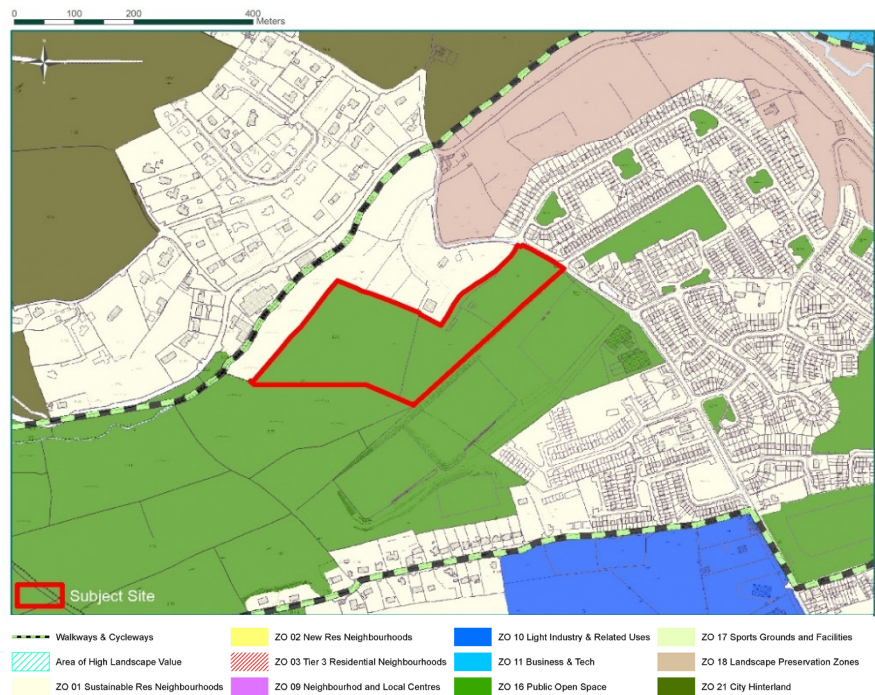 0 100 200 400
Meters
Subject Site
Walkways & Cycleways
ZO 02 New Res Neighbourhoods
ZO 10 Light Industry & Related Uses
ZO 17 Sports Grounds and Facilities
Area of High Landscape Value
ZO 03 Tier 3 Residential Neighbourhoods
ZO 11 Business & Tech
ZO 18 Landscape Preservation Zones
ZO 01 Sustainable Res Neighbourhoods
ZO 09 Neighbourhod and Local Centres
ZO 16 Public Open Space
ZO 21 City Hinterland